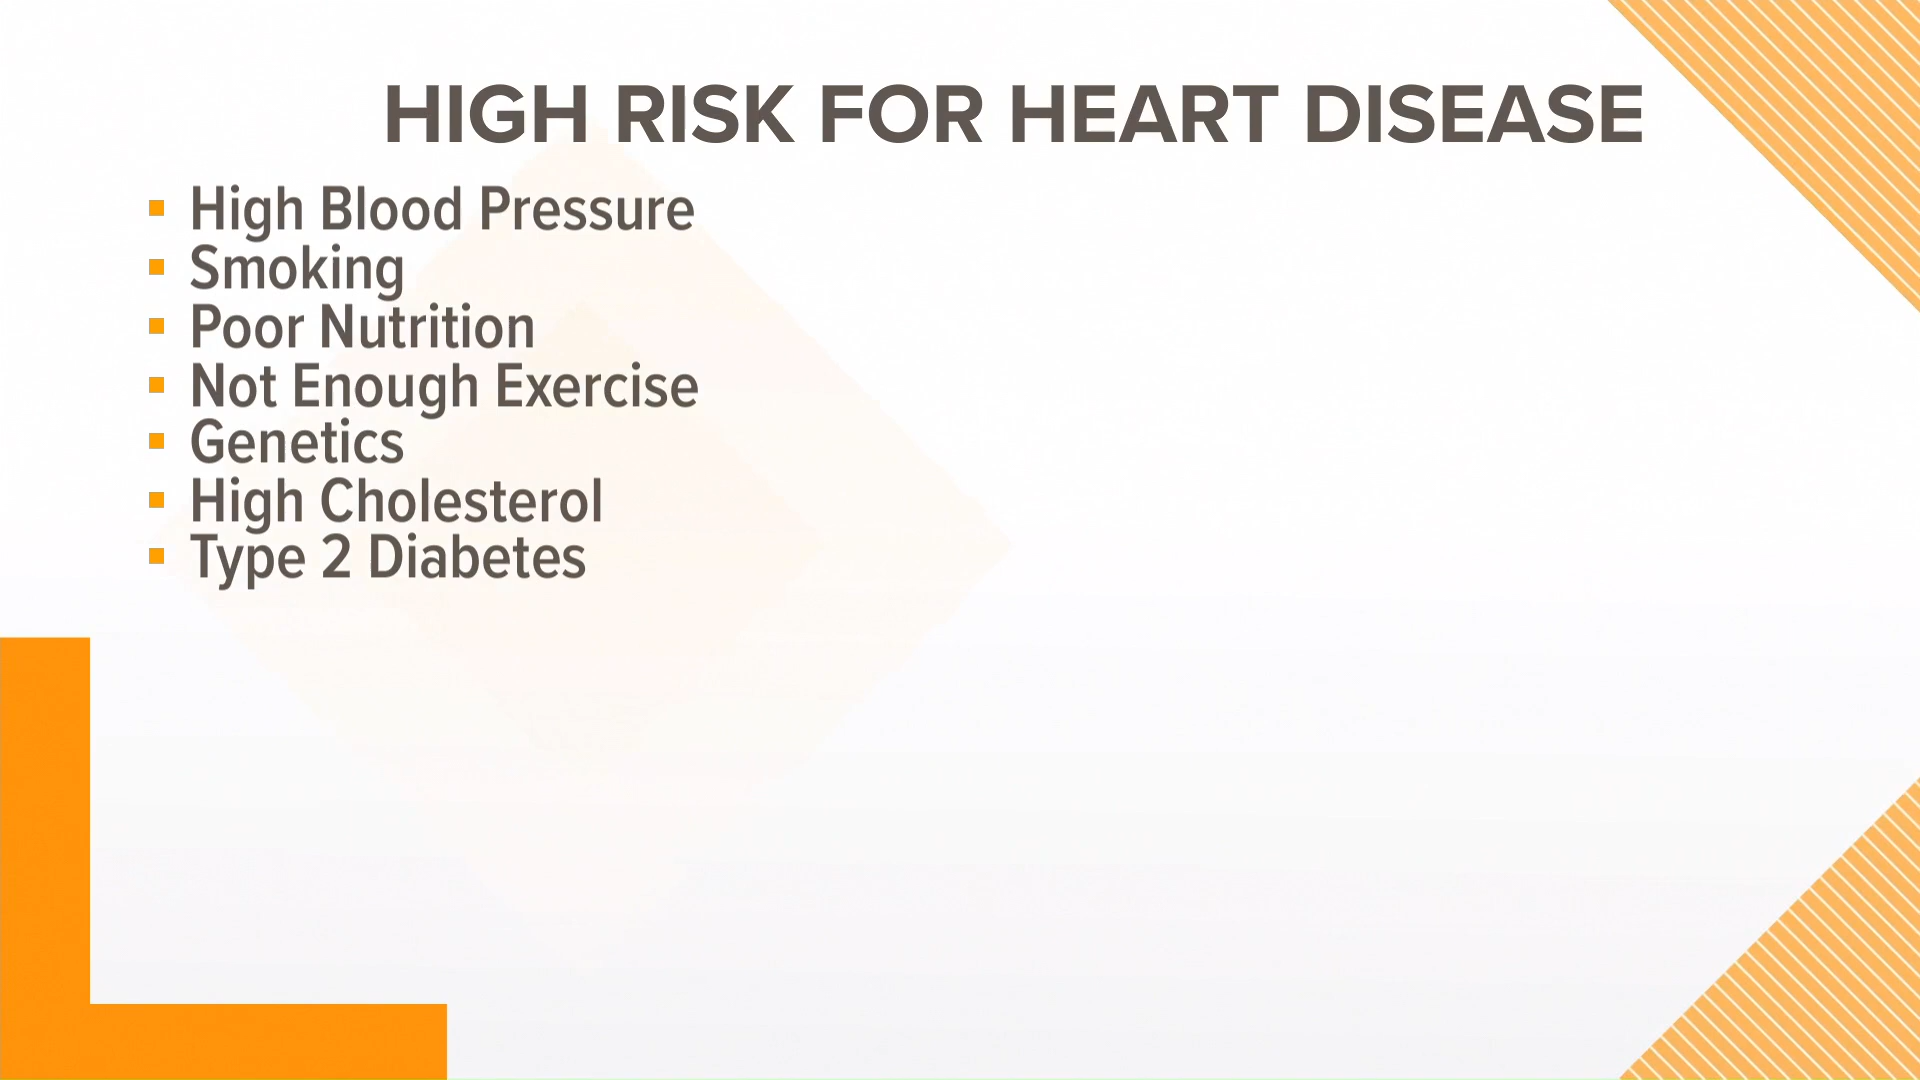 HIGH RISK FOR HEART DISEASE
High Blood Pressure
Smoking
Poor Nutrition
Not Enough Exercise
Genetics
High Cholesterol
Type 2 Diabetes